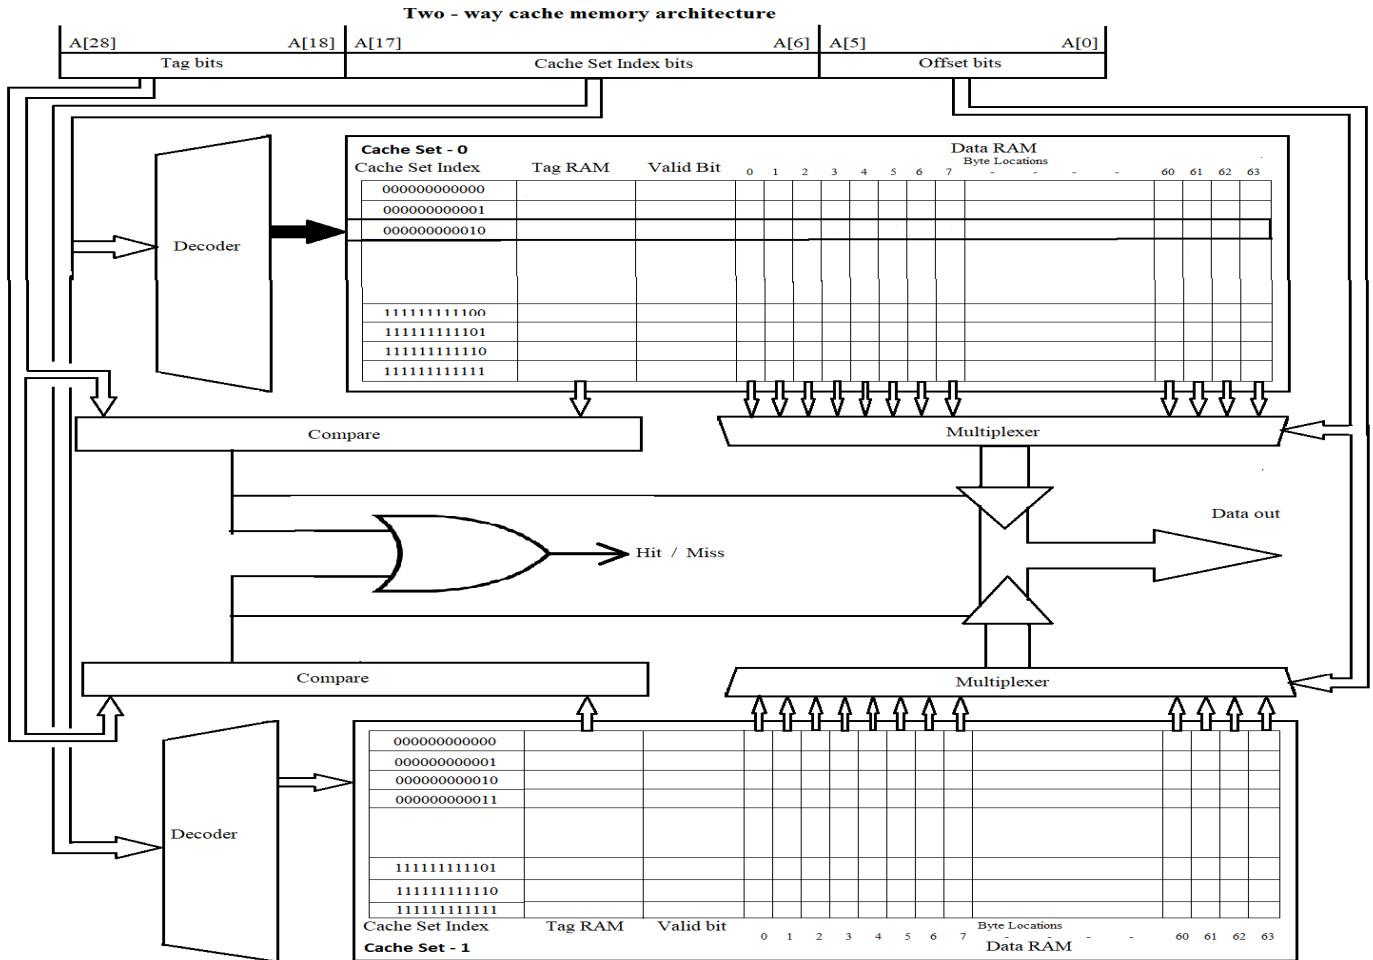 Two - way cache memory architecture
A[28] A[18] A[17] A[6] A[5] A[0]
Tag bits Cache Set Index bits Offset bits
Cache Set - 0 Data RAM
Byte Locations
Cache Set Index Tag RAM Valid Bit 0 1 2 3 4 5 6 7 - - - - 60 61 62 63
000000000000
000000000001
000000000010
Decoder
111111111100
111111111101
111111111110
111111111111
Compare Multiplexer
Data out
Hit / Miss
Compare Multiplexer
000000000000
000000000001
000000000010
000000000011
Decoder
111111111101
111111111110
111111111111
Cache Set Index Tag RAM Valid bit Byte Locations
0 1 2 3 4 5 6 7 - - - - 60 61 62 63
Cache Set - 1 Data RAM